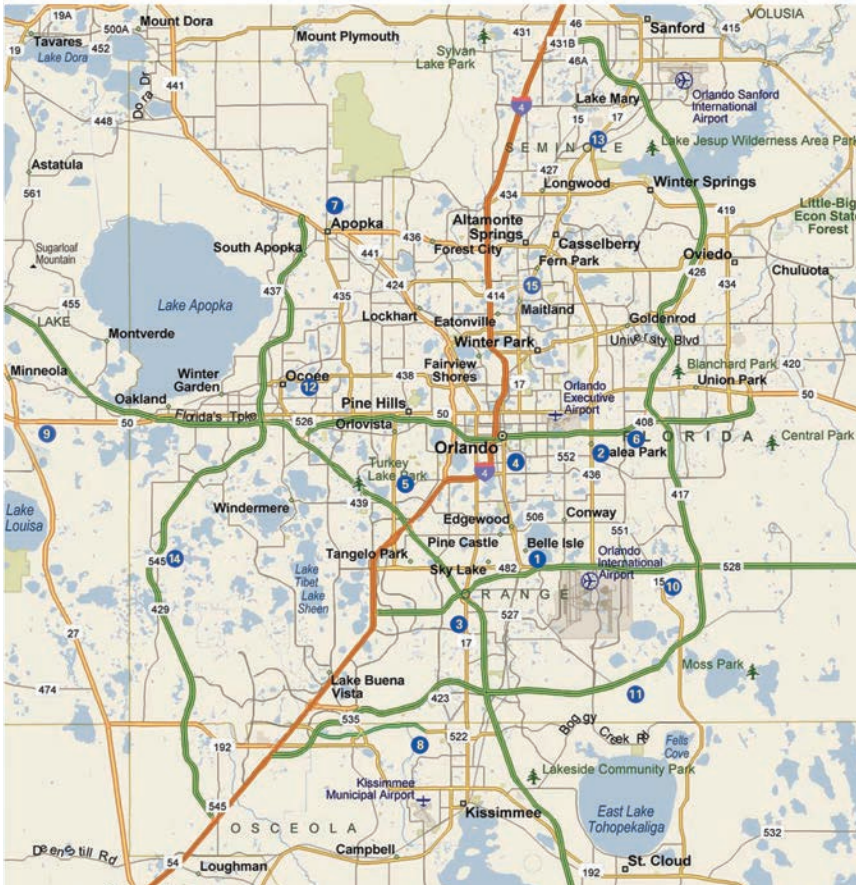 19A
500A
Mount Dora
46
Sanford
415
VOLUSIA
Tavares
19
452
Lake Dora
Mount Plymouth
431
431B
46A
Sylvan
Lake Park
Orlando Sanford
International
Airport
Dora Dr
441
4
Lake Mary
448
15
17
13
SEMINOLE
Lake Jesup Wilderness Area Park
Astatula
561
427
Longwood
Winter Springs
434
7
Apopka
419
Little-Big
Econ State
Forest
Altamonte
Springs
Casselberry
436
Forest City
South Apopka
441
Fern Park
Oviedo
426
434
Chuluota
Sugarloaf
Mountain
437
435
424
414
15
Maitland
Lake Apopka
455
LAKE
Lockhart
Eatonville
Goldenrod
University Blvd
Montverde
Winter Park
Fairview
Shores
420
Blanchard Park
Minneola
Winter
Garden
Ocoee
12
438
17
Orlando
Executive
Airport
Union Park
Oakland
Pine Hills
50
Florida's Tpke
50
526
50
Orlovista
408
9
Orlando
6
FLORIDA
Central Park
2
alea Park
4
552
436
Turkey
Lake Park
5
4
417
Lake
Louisa
Windermere
439
Edgewood
506
Conway
551
Pine Castle
14
545
Tangelo Park
Belle Isle
1
Orlando
International
Airport
Sky Lake
482
528
Lake
Tibet
Lake
Sheen
15
10
429
ORANGE
527
3
17
27
Lake Buena
Vista
Moss Park
474
423
11
535
Boggy Creek Rd
192
522
8
Fells
Cove
Lakeside Community Park
Kissimmee
Municipal Airport
545
OSCEOLA
Kissimmee
East Lake
Tohopekaliga
532
Deen Still Rd
54
Loughman
Campbell
192
St. Cloud